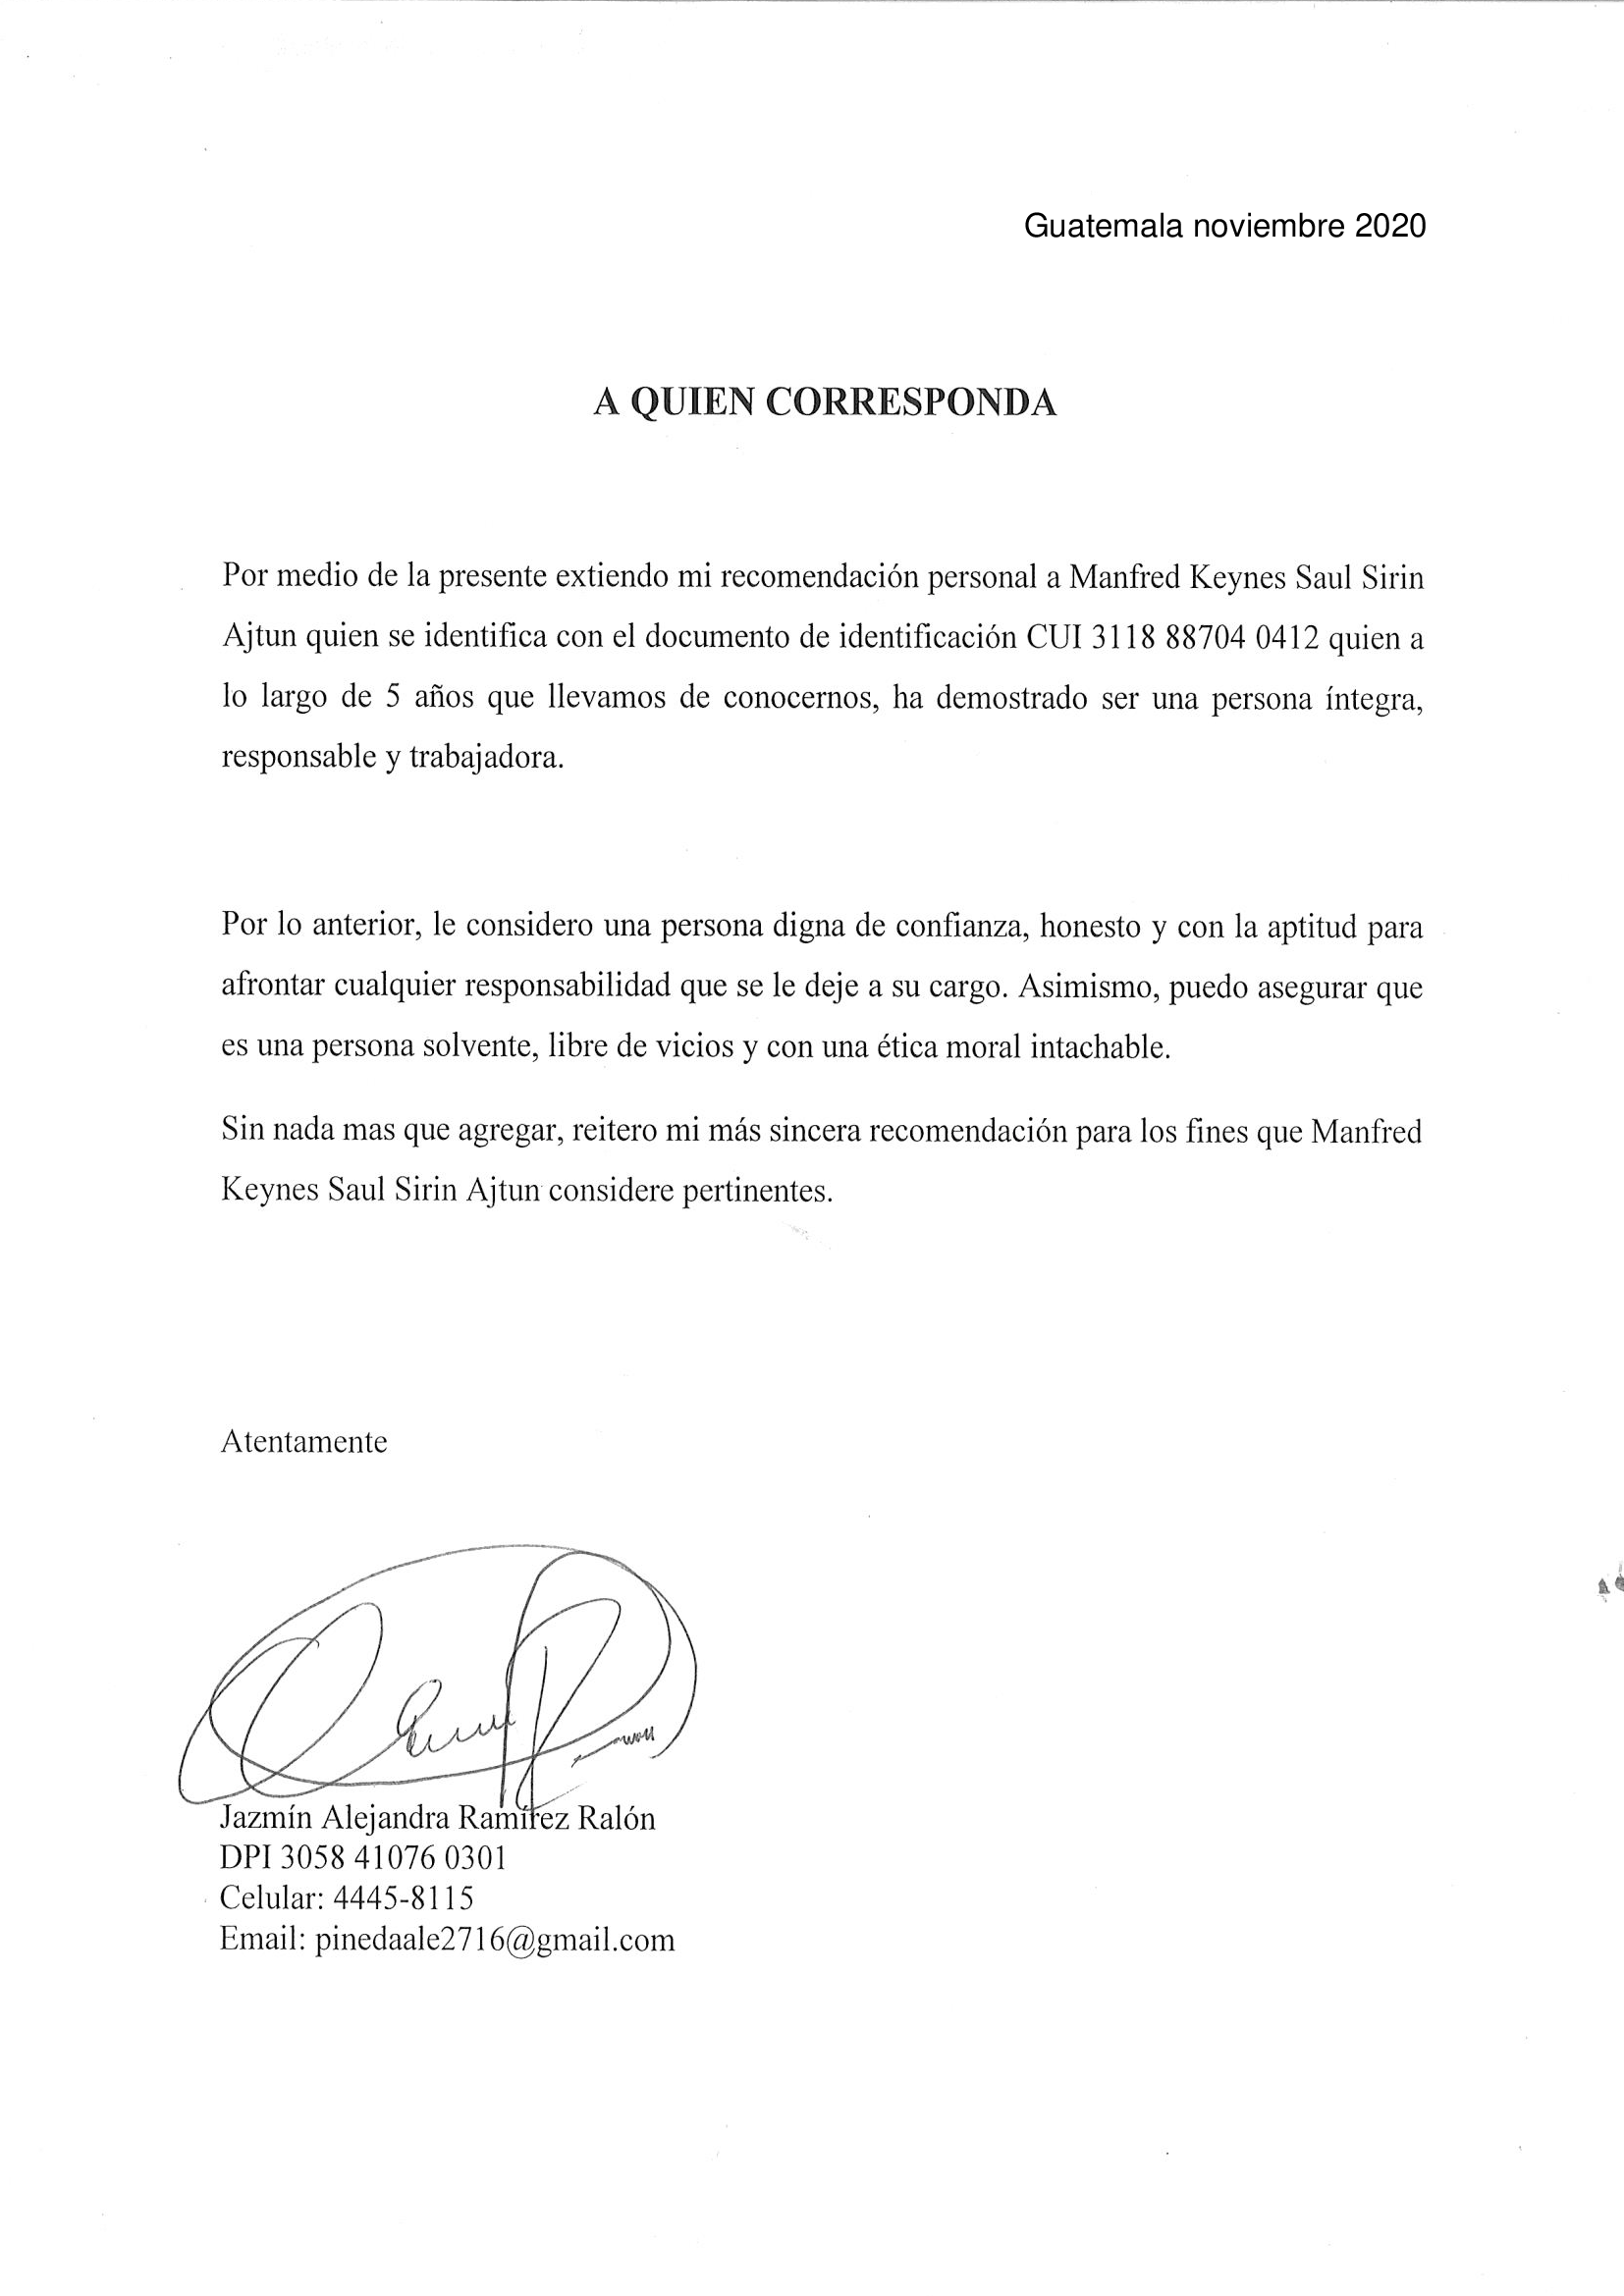 Guatemala noviembre 2020
A QUIEN CORRESPONDA
Por medio de la presente extiendo mi recomendación personal a Manfred Keynes Saul Sirin
Ajtun quien se identifica con el documento de identificación CUI 3118 88704 0412 quien a
lo largo de 5 años que llevamos de conocernos, ha demostrado ser una persona íntegra,
responsable y trabajadora.
Por lo anterior, le considero una persona digna de confianza, honesto y con la aptitud para
afrontar cualquier responsabilidad que se le deje a su cargo. Asimismo, puedo asegurar que
es una persona solvente, libre de vicios y con una ética moral intachable.
Sin nada mas que agregar, reitero mi más sincera recomendación para los fines que Manfred
Keynes Saul Sirin Ajtun considere pertinentes.
Atentamente
Jazmín Alejandra Ramírez Ralón
DPI 3058 41076 0301
Celular: 4445-8115
Email: pinedaale2716@gmail.com